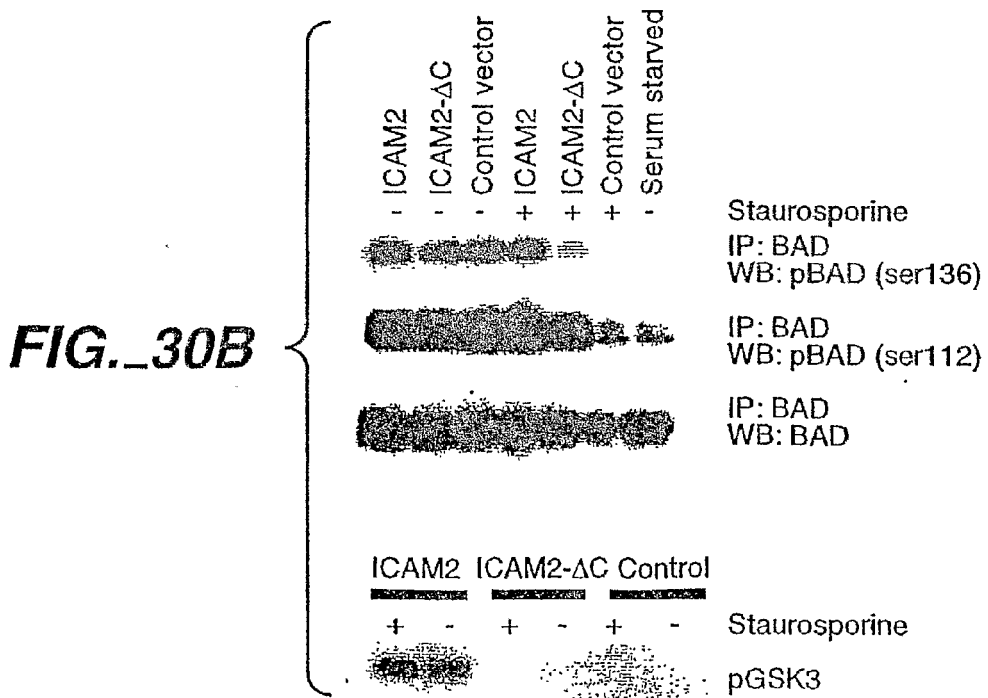 ICAM2
ICAM2-ΔC
Control vector
ICAM2
ICAM2-ΔC
Control vector
Serum starved
- - - + + + - Staurosporine
IP: BAD
WB: pBAD (ser136)
IP: BAD
WB: pBAD (ser112)
IP: BAD
WB: BAD
FIG._30B
ICAM2 ICAM2-ΔC Control
+ - + - + - Staurosporine
pGSK3